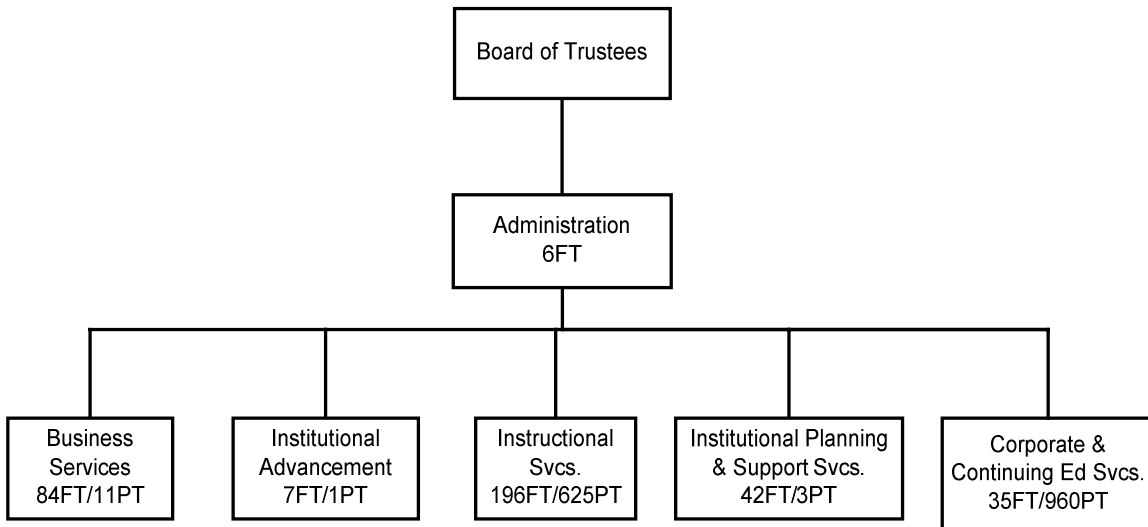 Board of Trustees
Administration
6FT
Business
Services
84FT/11PT
Institutional
Advancement
7FT/1PT
Instructional
Svcs.
196FT/625PT
Institutional Planning
& Support Svcs.
42FT/3PT
Corporate &
Continuing Ed Svcs.
35FT/960PT